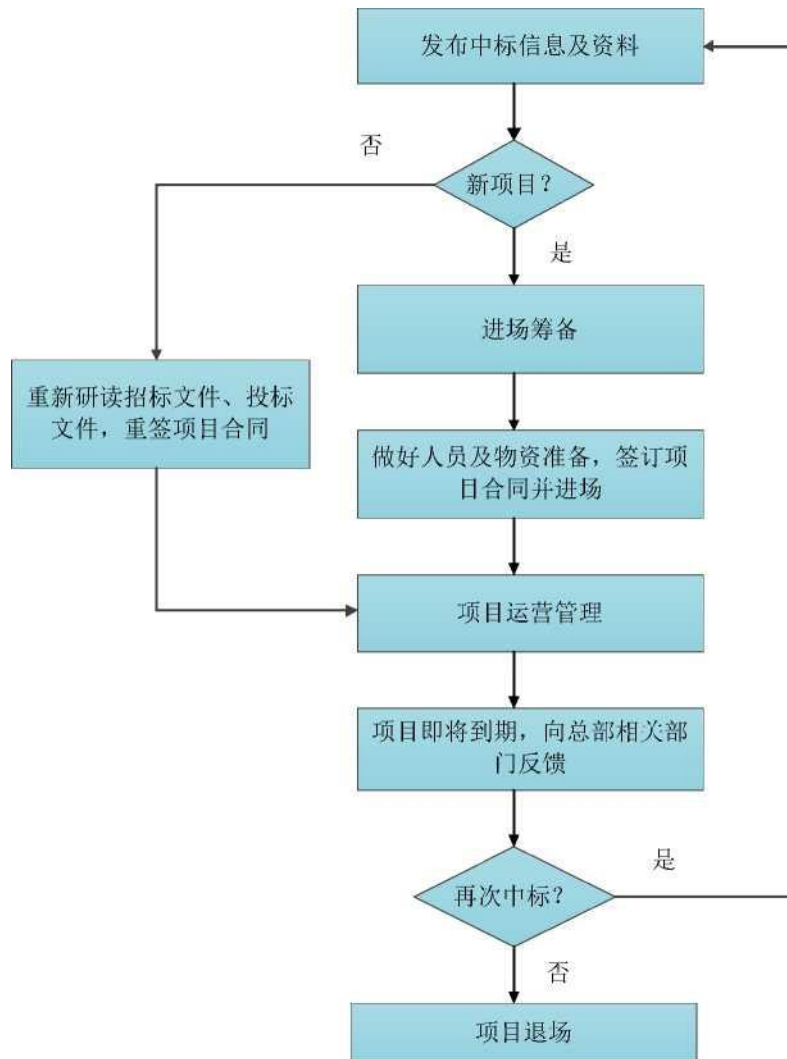 发布中标信息及资料
否
新项目？
是
进场筹备
重新研读招标文件、投标
文件，重签项目合同
做好人员及物资准备，签订项
目合同并进场
项目运营管理
项目即将到期，向总部相关部
门反馈
再次中标？
是
否
项目退场